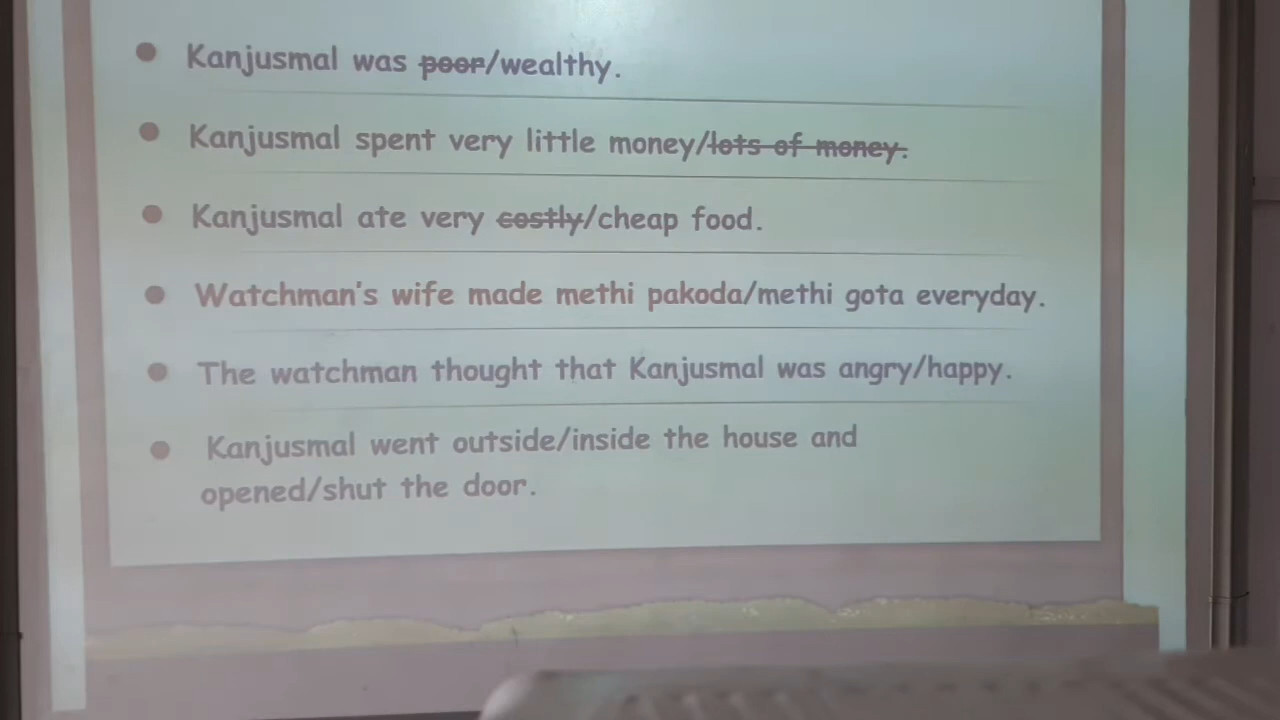 Kanjusmal was poor/wealthy.
Kanjusmal spent very little money/lots of money.
Kanjusmal ate very costly/cheap food.
Watchman's wife made methi pakoda/methi gota everyday.
The watchman thought that Kanjusmal was angry/happy.
Kanjusmal went outside/inside the house and
opened/shut the door.